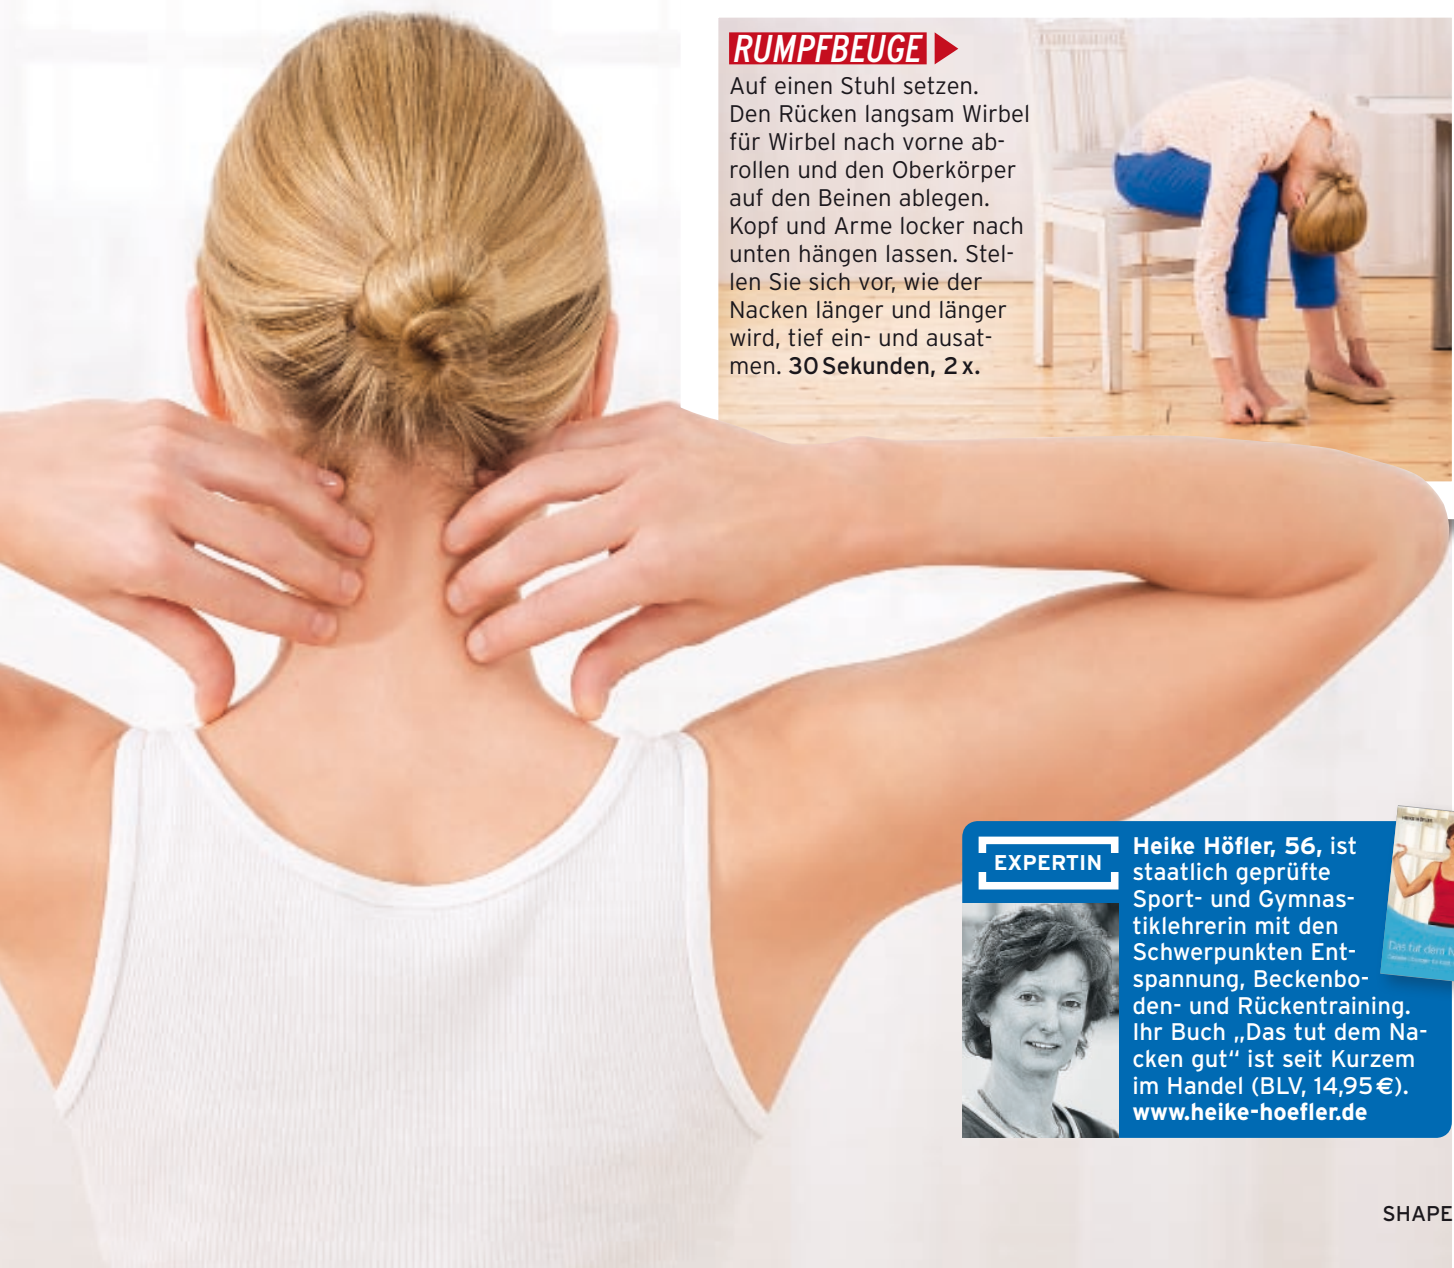 RUMPFBEUGE
Auf einen Stuhl setzen.
Den Rücken langsam Wirbel
für Wirbel nach vorne ab-
rollen und den Oberkörper
auf den Beinen ablegen.
Kopf und Arme locker nach
unten hängen lassen. Stel-
len Sie sich vor, wie der
Nacken länger und länger
wird, tief ein- und ausat-
men. 30 Sekunden, 2 x.
EXPERTIN
Heike Höfler, 56, ist
staatlich geprüfte
Sport- und Gymnas-
tiklehrerin mit den
Schwerpunkten Ent-
spannung, Beckenbo-
den- und Rückentraining.
Ihr Buch „Das tut dem Na-
cken gut“ ist seit Kurzem
im Handel (BLV, 14,95 €).
www.heike-hoefler.de
Das tut dem N
SHAPE